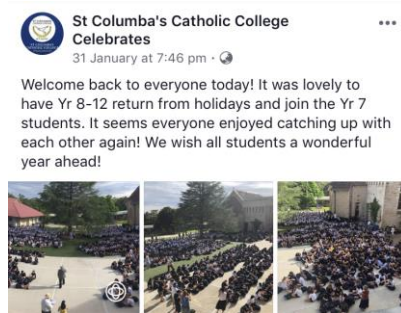 St Columba's Catholic College
Celebrates
31 January at 7:46 pm ·
Welcome back to everyone today! It was lovely to
have Yr 8-12 return from holidays and join the Yr 7
students. It seems everyone enjoyed catching up with
each other again! We wish all students a wonderful
year ahead!